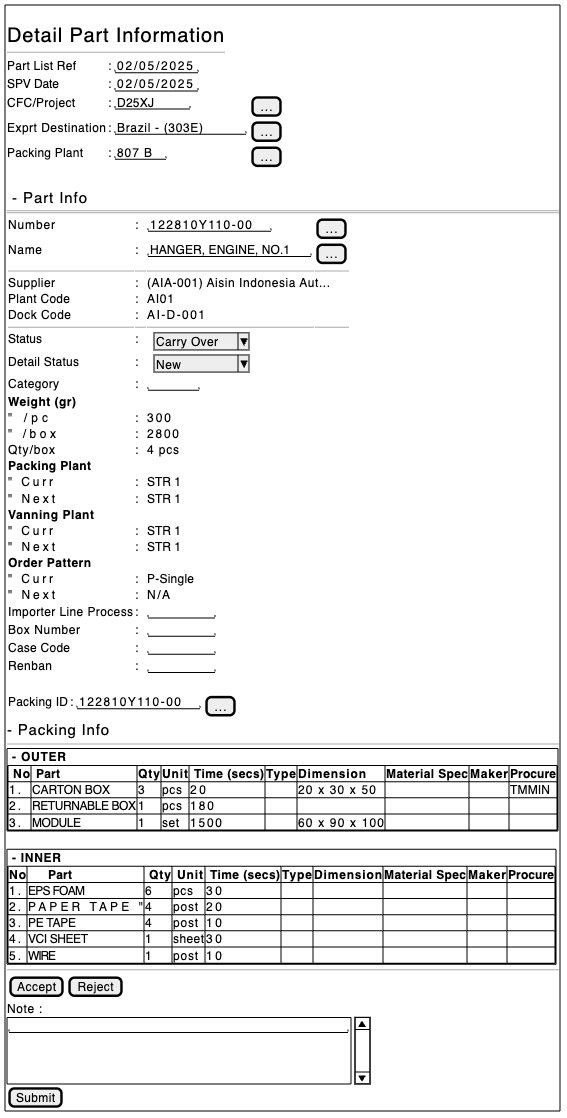 Detail Part Information
Part List Ref : 02/05/2025
SPV Date : 02/05/2025
CFC/Project : D25XJ ...
Exprt Destination : Brazil - (303E) ...
Packing Plant : 807 B ...
- Part Info
Number : 122810Y110-00 ...
Name : HANGER, ENGINE, NO.1 ...
Supplier : (AIA-001) Aisin Indonesia Aut...
Plant Code : AI01
Dock Code : AI-D-001
Status : Carry Over
Detail Status : New
Category :
Weight (gr)
" /pc : 300
" /box : 2800
Qty/box : 4 pcs
Packing Plant
" Curr : STR 1
" Next : STR 1
Vanning Plant
" Curr : STR 1
" Next : STR 1
Order Pattern
" Curr : P-Single
" Next : N/A
Importer Line Process :
Box Number :
Case Code :
Renban :
Packing ID : 122810Y110-00 ...
- Packing Info
- OUTER
No Part Qty Unit Time (secs) Type Dimension Material Spec Maker Procure
1. CARTON BOX 3 pcs 20 20 x 30 x 50 TMMIN
2. RETURNABLE BOX 1 pcs 180
3. MODULE 1 set 1500 60 x 90 x 100
- INNER
No Part Qty Unit Time (secs) Type Dimension Material Spec Maker Procure
1. EPS FOAM 6 pcs 30
2. PAPER TAPE " 4 post 20
3. PE TAPE 4 post 10
4. VCI SHEET 1 sheet 30
5. WIRE 1 post 10
Accept Reject
Note :
Submit